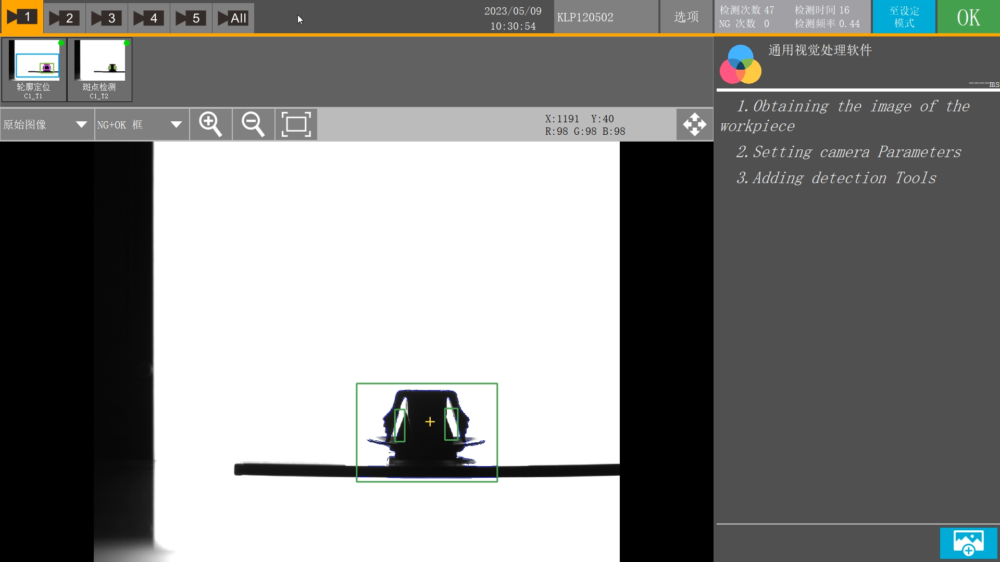 1
2
3
4
5
All
2023/05/09
10:30:54
KLP120502
选项
检测次数 47
NG 次数 0
检测时间 16
检测频率 0.44
至设定
模式
OK
轮廓定位
C1_T1
斑点检测
C1_T2
通用视觉处理软件
----ms
原始图像
NG+OK 框
X:1191 Y:40
R:98 G:98 B:98
1.Obtaining the image of the
workpiece
2.Setting camera Parameters
3.Adding detection Tools